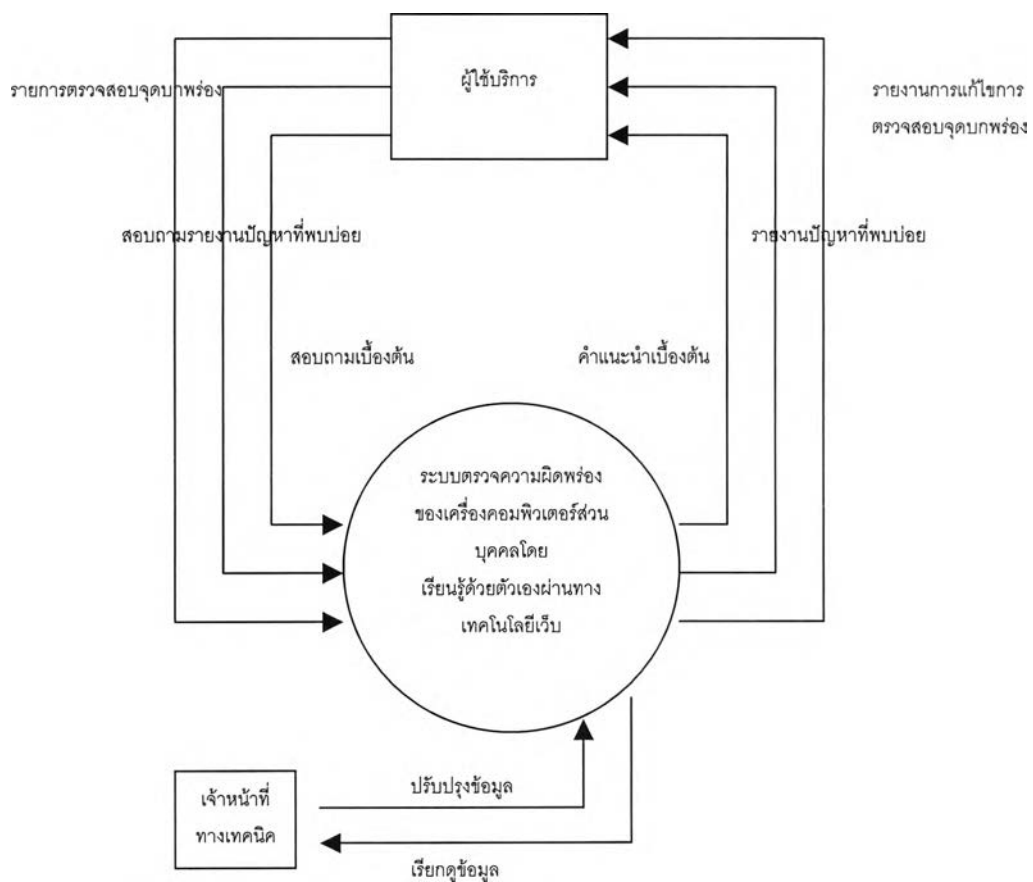 ผู้ใช้บริการ
รายการตรวจสอบจุดบกพร่อง
รายงานการแก้ไขการ
ตรวจสอบจุดบกพร่อง
สอบถามรายงานปัญหาที่พบบ่อย
รายงานปัญหาที่พบบ่อย
สอบถามเบื้องต้น
คำแนะนำเบื้องต้น
ระบบตรวจความผิดพร่อง
ของเครื่องคอมพิวเตอร์ส่วน
บุคคลโดย
เรียนรู้ด้วยตัวเองผ่านทาง
เทคโนโลยีเว็บ
ปรับปรุงข้อมูล
เจ้าหน้าที่
ทางเทคนิค
เรียกดูข้อมูล